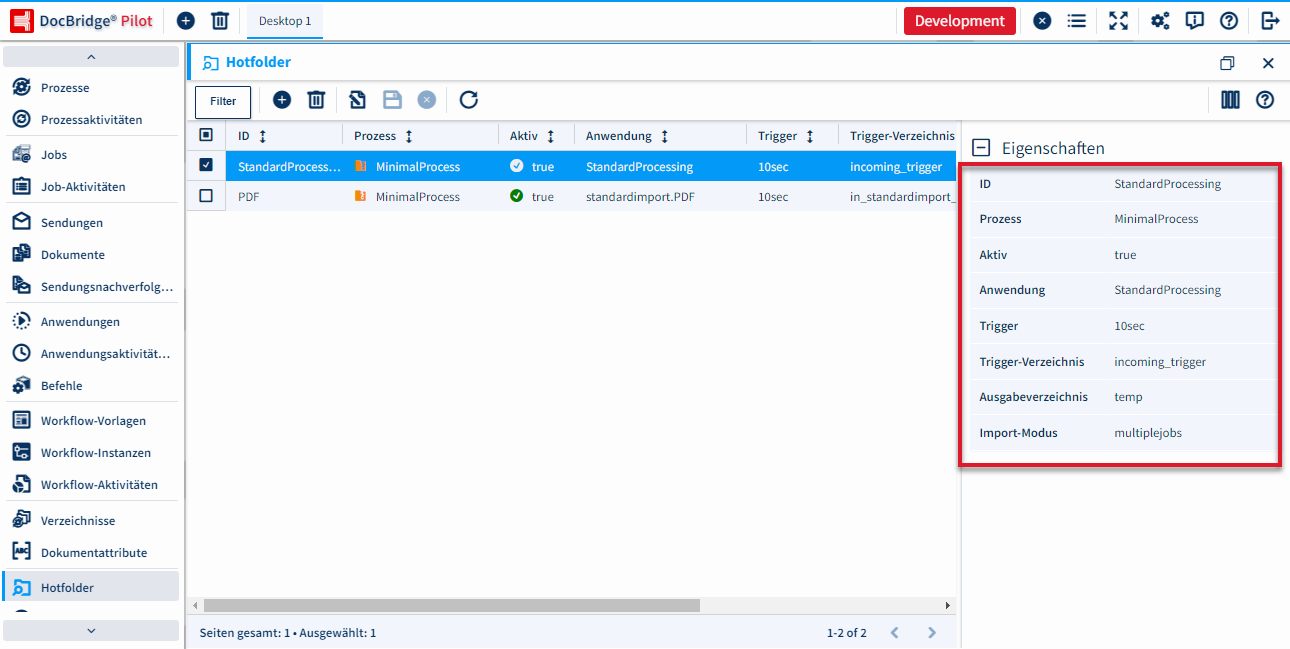 DocBridge® Pilot
Desktop 1
Development
Prozesse
Prozessaktivitäten
Jobs
Job-Aktivitäten
Sendungen
Dokumente
Sendungsnachverfolg...
Anwendungen
Anwendungsaktivität...
Befehle
Workflow-Vorlagen
Workflow-Instanzen
Workflow-Aktivitäten
Verzeichnisse
ABC Dokumentattribute
Hotfolder
Hotfolder
Filter
ID Prozess Aktiv Anwendung Trigger Trigger-Verzeichnis
StandardProcess... MinimalProcess true StandardProcessing 10sec incoming_trigger
PDF MinimalProcess true standardimport.PDF 10sec in_standardimport_
Seiten gesamt: 1 • Ausgewählt: 1
1-2 of 2
Eigenschaften
ID StandardProcessing
Prozess MinimalProcess
Aktiv true
Anwendung StandardProcessing
Trigger 10sec
Trigger-Verzeichnis incoming_trigger
Ausgabeverzeichnis temp
Import-Modus multiplejobs